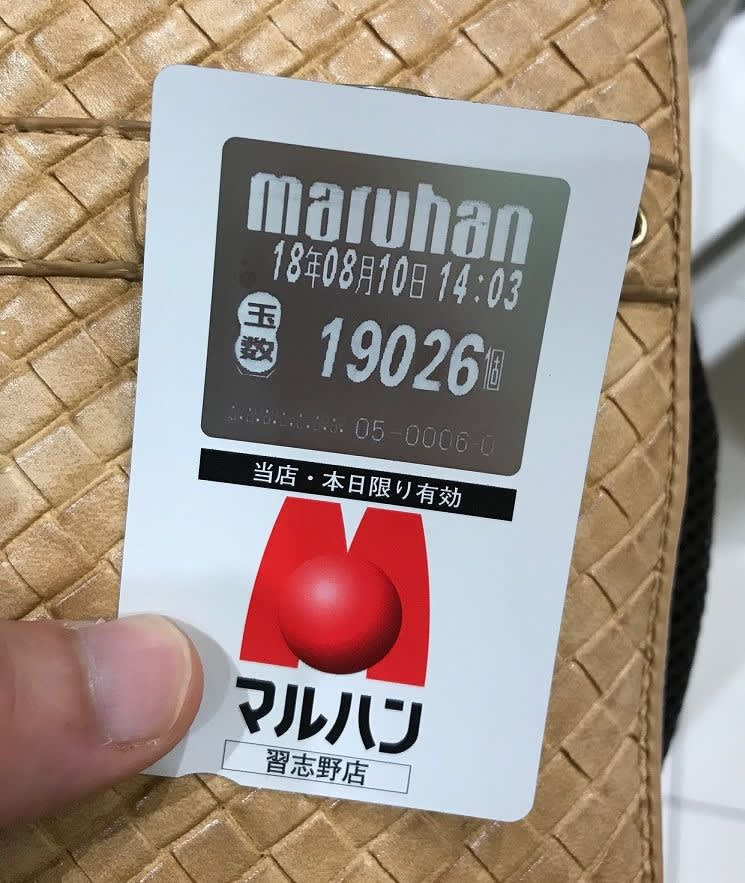 maruhan
18年08月10日 14:03
玉数 19026個
05-0006-0
当店・本日限り有効
マルハン
習志野店